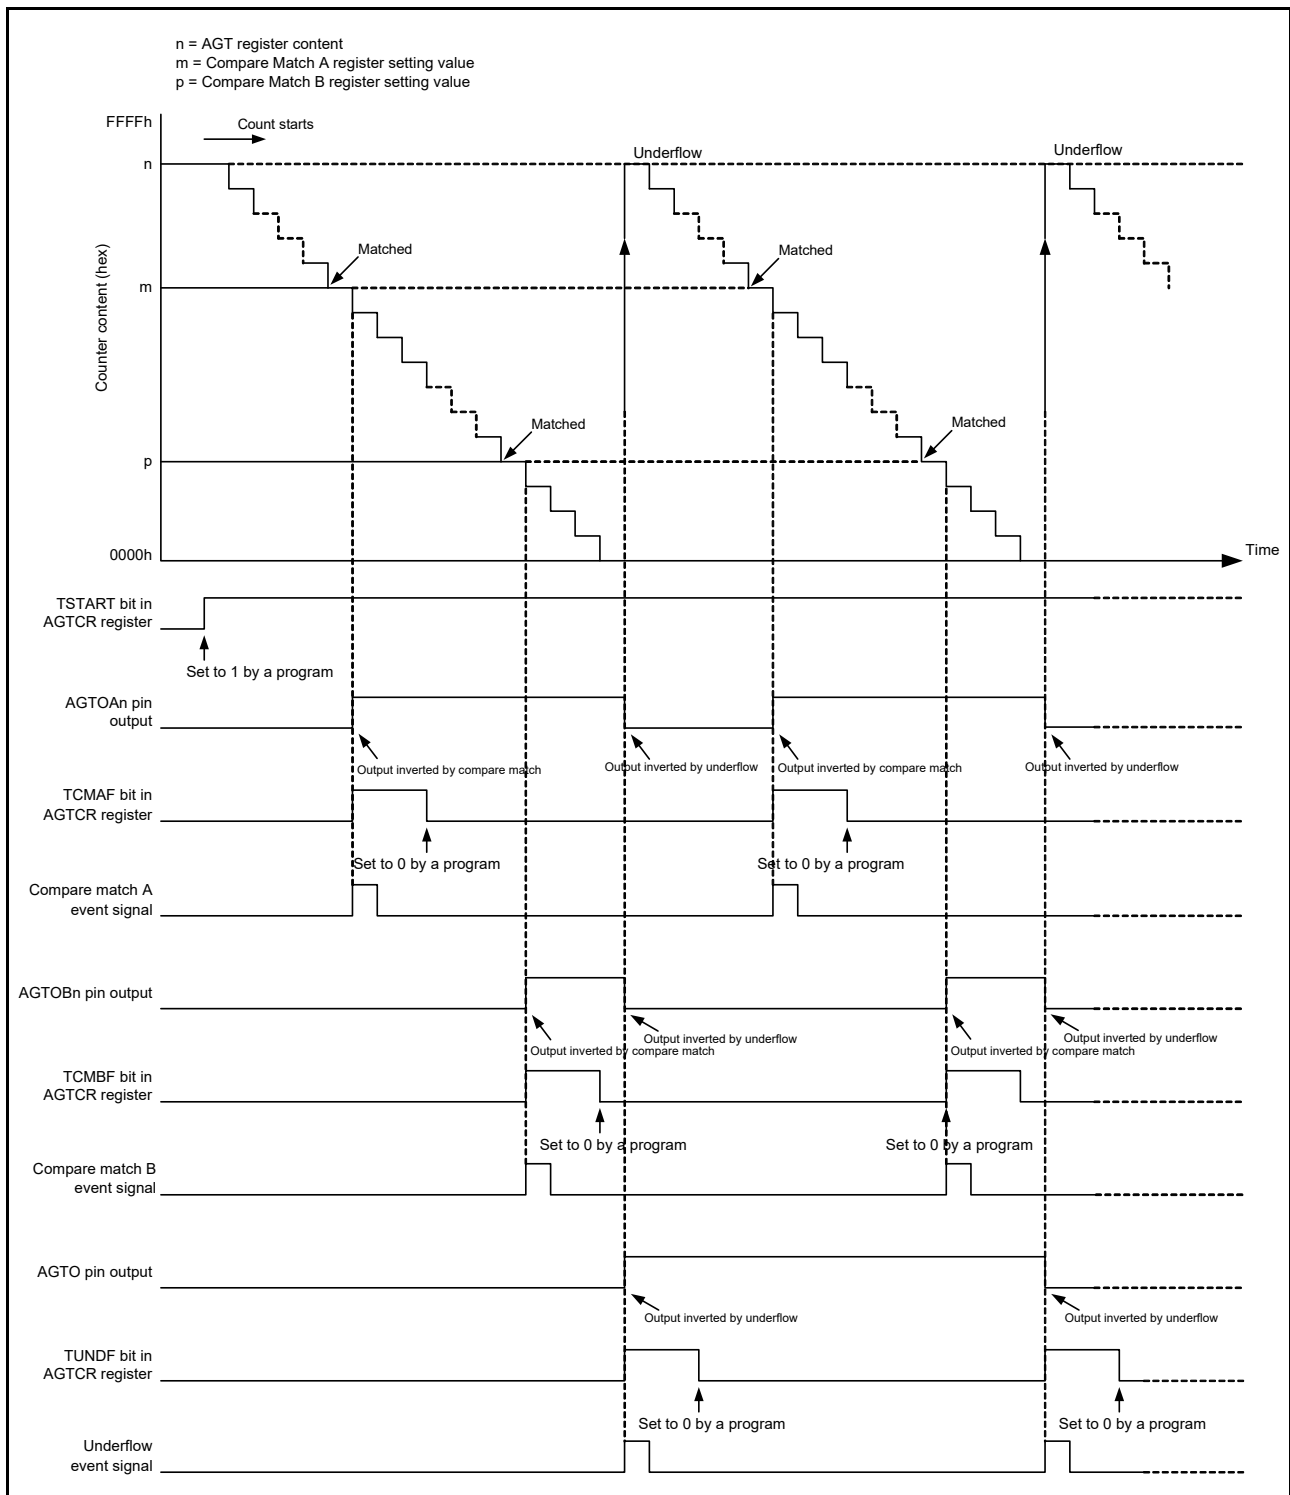 n = AGT register content
m = Compare Match A register setting value
p = Compare Match B register setting value
FFFFh
Count starts
n
Underflow
Underflow
Matched
Matched
Counter content (hex)
m
Matched
Matched
p
0000h
Time
TSTART bit in
AGTCR register
Set to 1 by a program
AGTOAn pin
output
Output inverted by compare match
Output inverted by underflow
Output inverted by compare match
Output inverted by underflow
TCMAF bit in
AGTCR register
Set to 0 by a program
Set to 0 by a program
Compare match A
event signal
AGTOBn pin output
Output inverted by compare match
Output inverted by underflow
Output inverted by compare match
Output inverted by underflow
TCMBF bit in
AGTCR register
Set to 0 by a program
Set to 0 by a program
Compare match B
event signal
AGTO pin output
Output inverted by underflow
Output inverted by underflow
TUNDF bit in
AGTCR register
Set to 0 by a program
Set to 0 by a program
Underflow
event signal